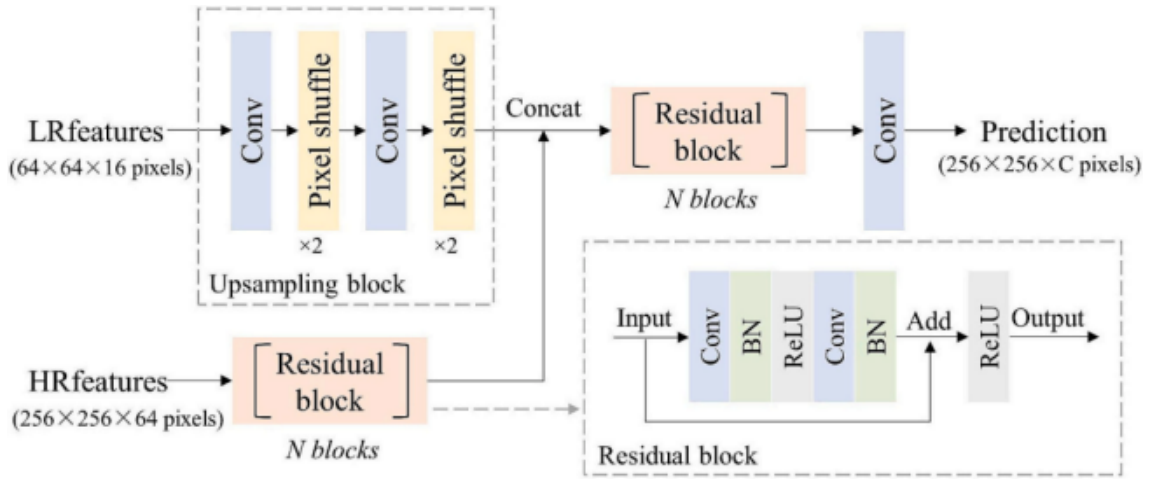 LRfeatures
(64×64×16 pixels)
Conv
Pixel shuffle
×2
Conv
Pixel shuffle
×2
Upsampling block
Concat
[Residual
block]
N blocks
Conv
Prediction
(256×256×C pixels)
HRfeatures
(256×256×64 pixels)
[Residual
block]
N blocks
Input
Conv
BN
ReLU
Conv
BN
Add
ReLU
Output
Residual block